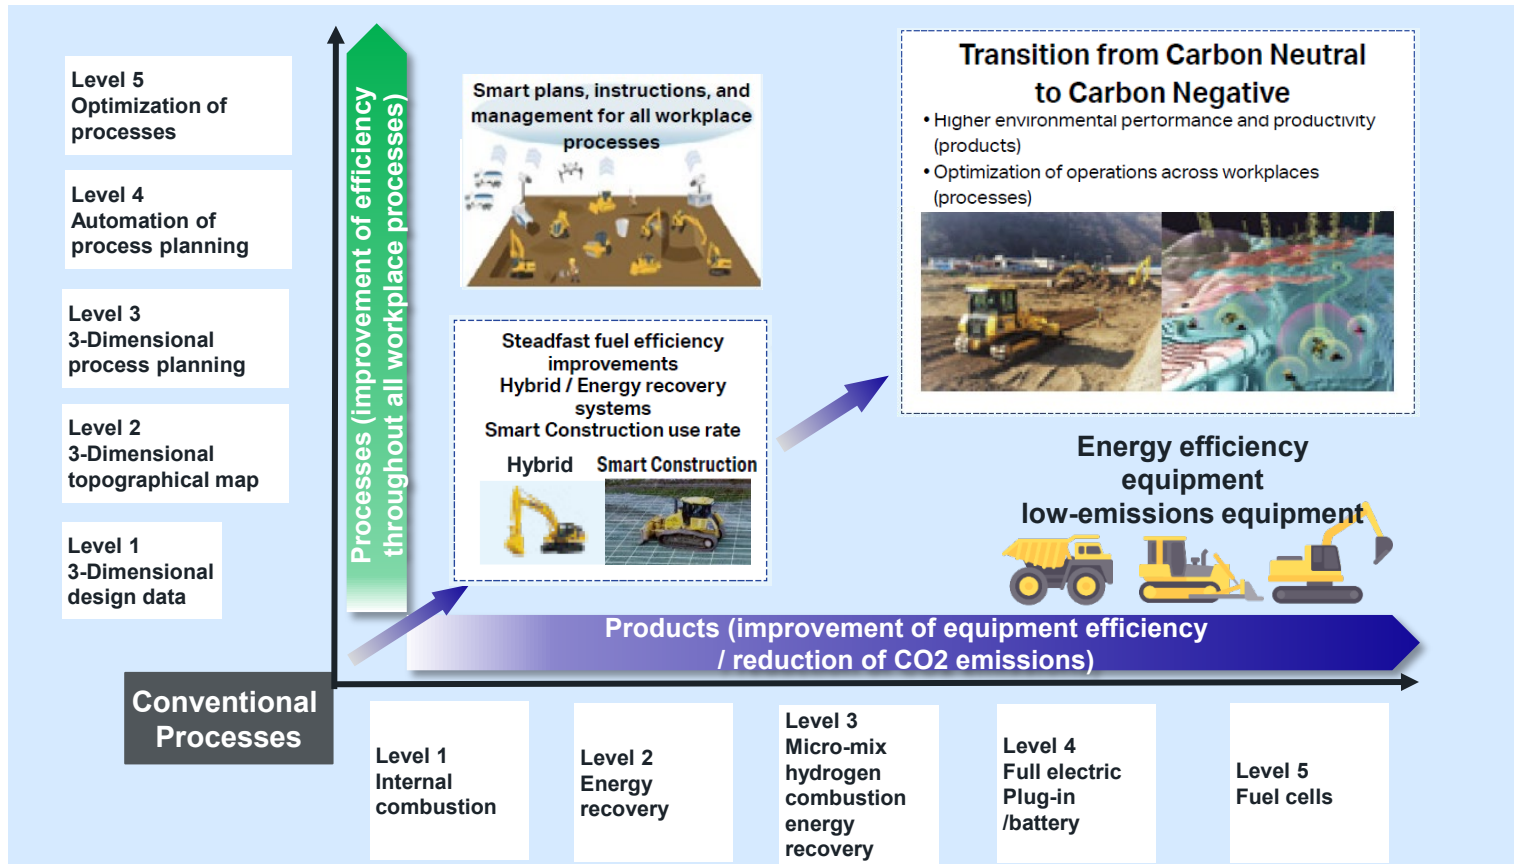 Level 5
Optimization of
processes
Level 4
Automation of
process planning
Level 3
3-Dimensional
process planning
Level 2
3-Dimensional
topographical map
Level 1
3-Dimensional
design data
Processes (improvement of efficiency
throughout all workplace processes)
Smart plans, instructions, and
management for all workplace
processes
Steadfast fuel efficiency
improvements
Hybrid / Energy recovery
systems
Smart Construction use rate
Hybrid
Smart Construction
Transition from Carbon Neutral
to Carbon Negative
• Higher environmental performance and productivity
(products)
• Optimization of operations across workplaces
(processes)
Energy efficiency
equipment
low-emissions equipment
Products (improvement of equipment efficiency
/ reduction of CO2 emissions)
Conventional
Processes
Level 1
Internal
combustion
Level 2
Energy
recovery
Level 3
Micro-mix
hydrogen
combustion
energy
recovery
Level 4
Full electric
Plug-in
/battery
Level 5
Fuel cells